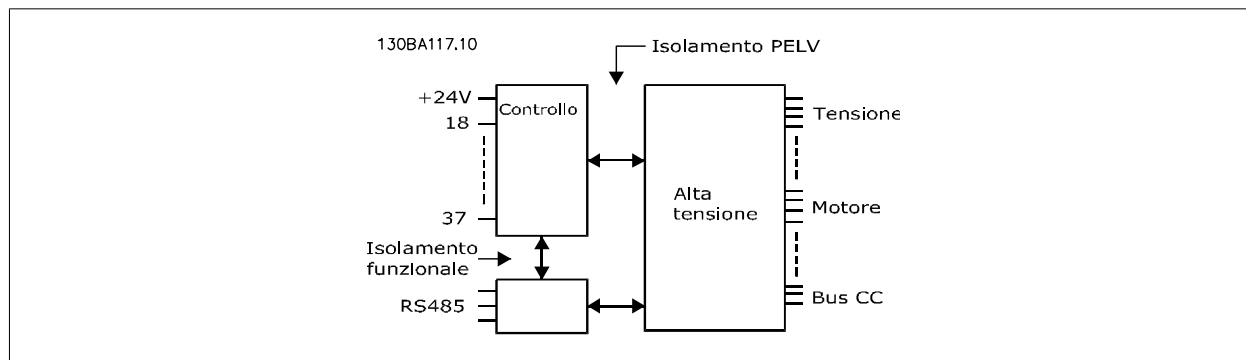 130BA117.10
Isolamento PELV
+24V
Controllo
18
37
Tensione
Alta
tensione
Motore
Isolamento
funzionale
RS485
Bus CC